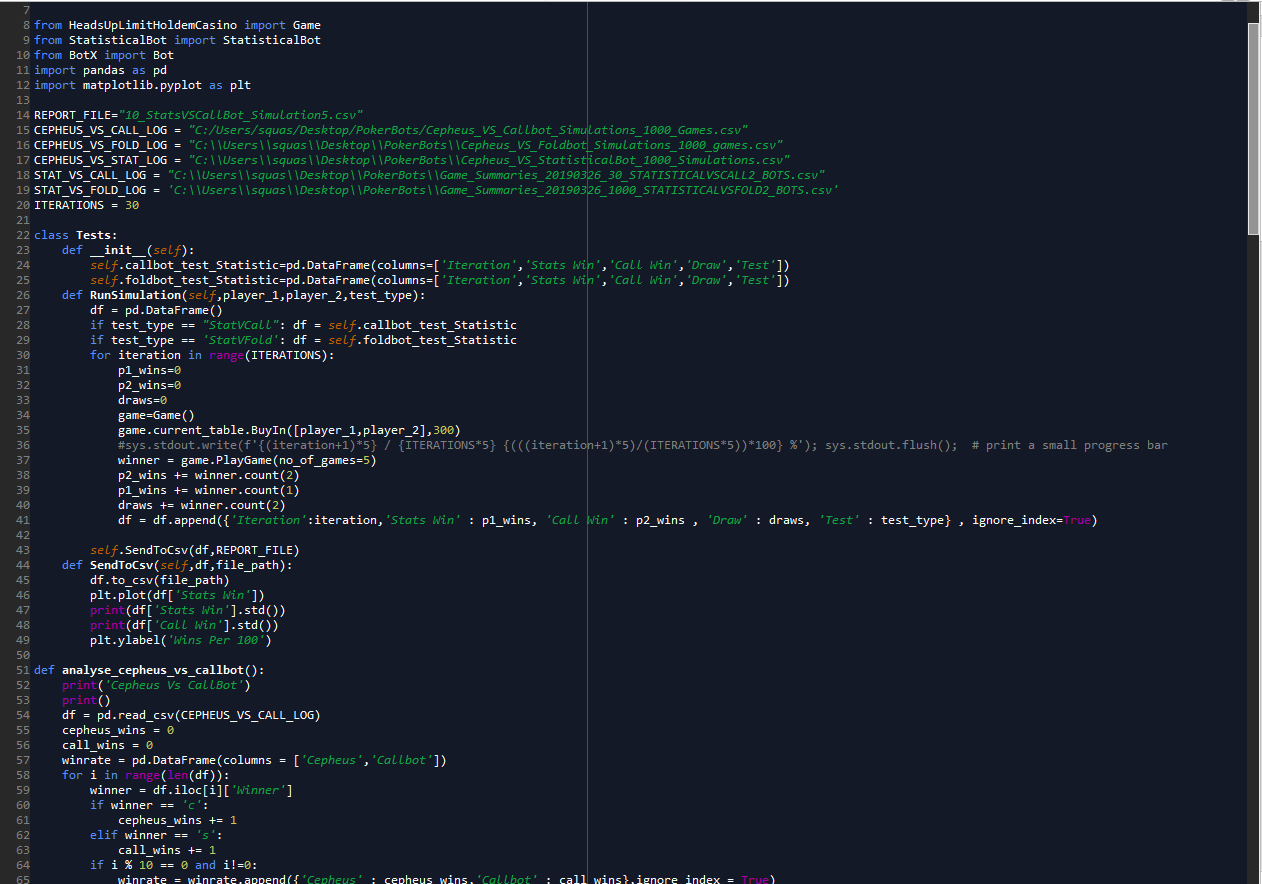 7
8 from HeadsUpLimitHoldemCasino import Game
9 from StatisticalBot import StatisticalBot
10 from BotX import Bot
11 import pandas as pd
12 import matplotlib.pyplot as plt
13
14 REPORT_FILE="10_StatsVSCallBot_Simulation5.csv"
15 CEPHEUS_VS_CALL_LOG = "C:/Users/squas/Desktop/PokerBots/Cepheus_VS_Callbot_Simulations_1000_Games.csv"
16 CEPHEUS_VS_FOLD_LOG = "C:\\Users\\squas\\Desktop\\PokerBots\\Cepheus_VS_Foldbot_Simulations_1000_games.csv"
17 CEPHEUS_VS_STAT_LOG = "C:\\Users\\squas\\Desktop\\PokerBots\\Cepheus_VS_StatisticalBot_1000_Simulations.csv"
18 STAT_VS_CALL_LOG = "C:\\Users\\squas\\Desktop\\PokerBots\\Game_Summaries_20190326_30_STATISTICALVSCALL2_BOTS.csv"
19 STAT_VS_FOLD_LOG = 'C:\\Users\\squas\\Desktop\\PokerBots\\Game_Summaries_20190326_1000_STATISTICALVSFOLD2_BOTS.csv'
20 ITERATIONS = 30
21
22 class Tests:
23     def __init__(self):
24         self.callbot_test_Statistic=pd.DataFrame(columns=['Iteration','Stats Win','Call Win','Draw','Test'])
25         self.foldbot_test_Statistic=pd.DataFrame(columns=['Iteration','Stats Win','Call Win','Draw','Test'])
26     def RunSimulation(self,player_1,player_2,test_type):
27         df = pd.DataFrame()
28         if test_type == "StatVCall": df = self.callbot_test_Statistic
29         if test_type == 'StatVFold': df = self.foldbot_test_Statistic
30         for iteration in range(ITERATIONS):
31             p1_wins=0
32             p2_wins=0
33             draws=0
34             game=Game()
35             game.current_table.BuyIn([player_1,player_2],300)
36             #sys.stdout.write(f'{(iteration+1)*5} / {ITERATIONS*5} {(((iteration+1)*5)/(ITERATIONS*5))*100} %'); sys.stdout.flush();  # print a small progress bar
37             winner = game.PlayGame(no_of_games=5)
38             p2_wins += winner.count(2)
39             p1_wins += winner.count(1)
40             draws += winner.count(2)
41             df = df.append({'Iteration':iteration,'Stats Win' : p1_wins, 'Call Win' : p2_wins , 'Draw' : draws, 'Test' : test_type} , ignore_index=True)
42
43         self.SendToCsv(df,REPORT_FILE)
44     def SendToCsv(self,df,file_path):
45         df.to_csv(file_path)
46         plt.plot(df['Stats Win'])
47         print(df['Stats Win'].std())
48         print(df['Call Win'].std())
49         plt.ylabel('Wins Per 100')
50
51 def analyse_cepheus_vs_callbot():
52     print('Cepheus Vs CallBot')
53     print()
54     df = pd.read_csv(CEPHEUS_VS_CALL_LOG)
55     cepheus_wins = 0
56     call_wins = 0
57     winrate = pd.DataFrame(columns = ['Cepheus','Callbot'])
58     for i in range(len(df)):
59         winner = df.iloc[i]['Winner']
60         if winner == 'c':
61             cepheus_wins += 1
62         elif winner == 's':
63             call_wins += 1
64         if i % 10 == 0 and i!=0:
65             winrate = winrate.append({'Cepheus' : cepheus_wins,'Callbot' : call_wins},ignore_index = True)